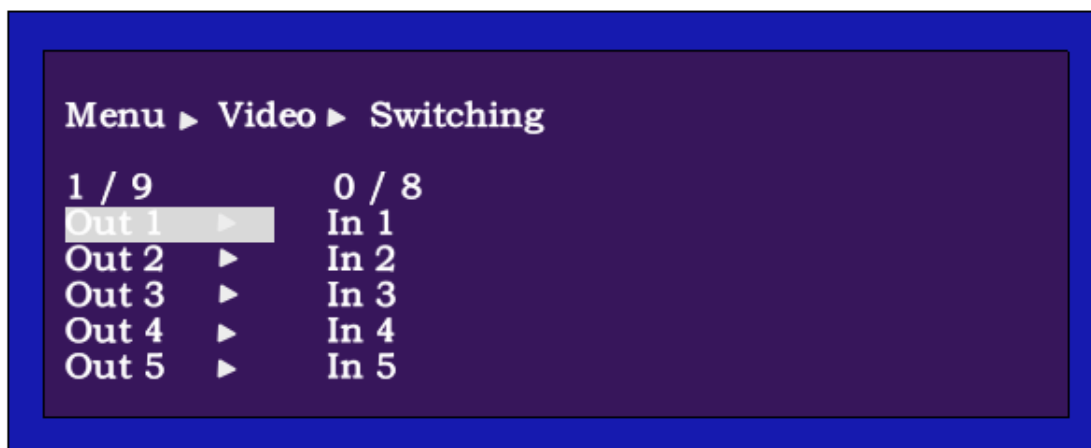 Menu ▶ Video ▶ Switching
1 / 9 0 / 8
Out 1 ▶ In 1
Out 2 ▶ In 2
Out 3 ▶ In 3
Out 4 ▶ In 4
Out 5 ▶ In 5